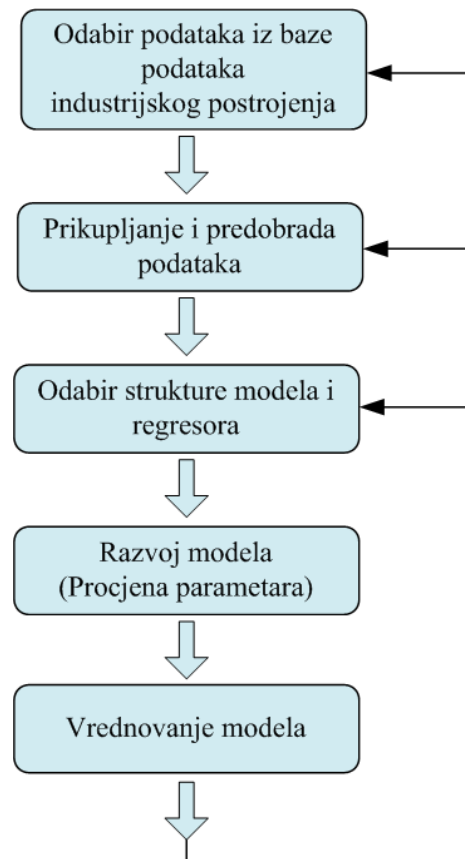 Odabir podataka iz baze
podataka
industrijskog postrojenja
Prikupljanje i predobrada
podataka
Odabir strukture modela i
regresora
Razvoj modela
(Procjena parametara)
Vrednovanje modela